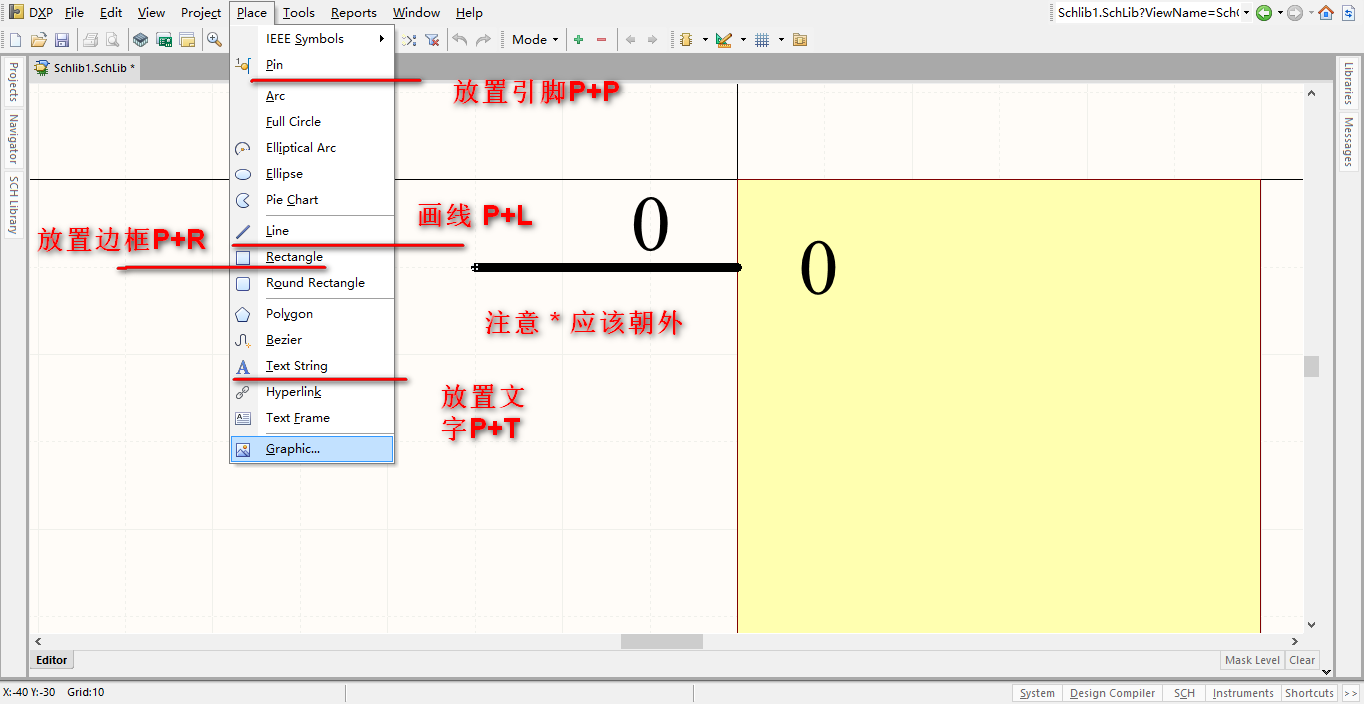 DXP File Edit View Project Place Tools Reports Window Help
Schlib1.SchLib?ViewName=Sch
Mode
Schlib1.SchLib *
Projects
Navigator
SCH Library
Libraries
Messages
IEEE Symbols
Pin
Arc
Full Circle
Elliptical Arc
Ellipse
Pie Chart
Line
Rectangle
Round Rectangle
Polygon
Bezier
Text String
Hyperlink
Text Frame
Graphic...
放置引脚P+P
画线 P+L
放置边框P+R
0
0
注意 * 应该朝外
放置文
字P+T
Editor
Mask Level Clear
X:-40 Y:-30 Grid:10
System Design Compiler SCH Instruments Shortcuts >>